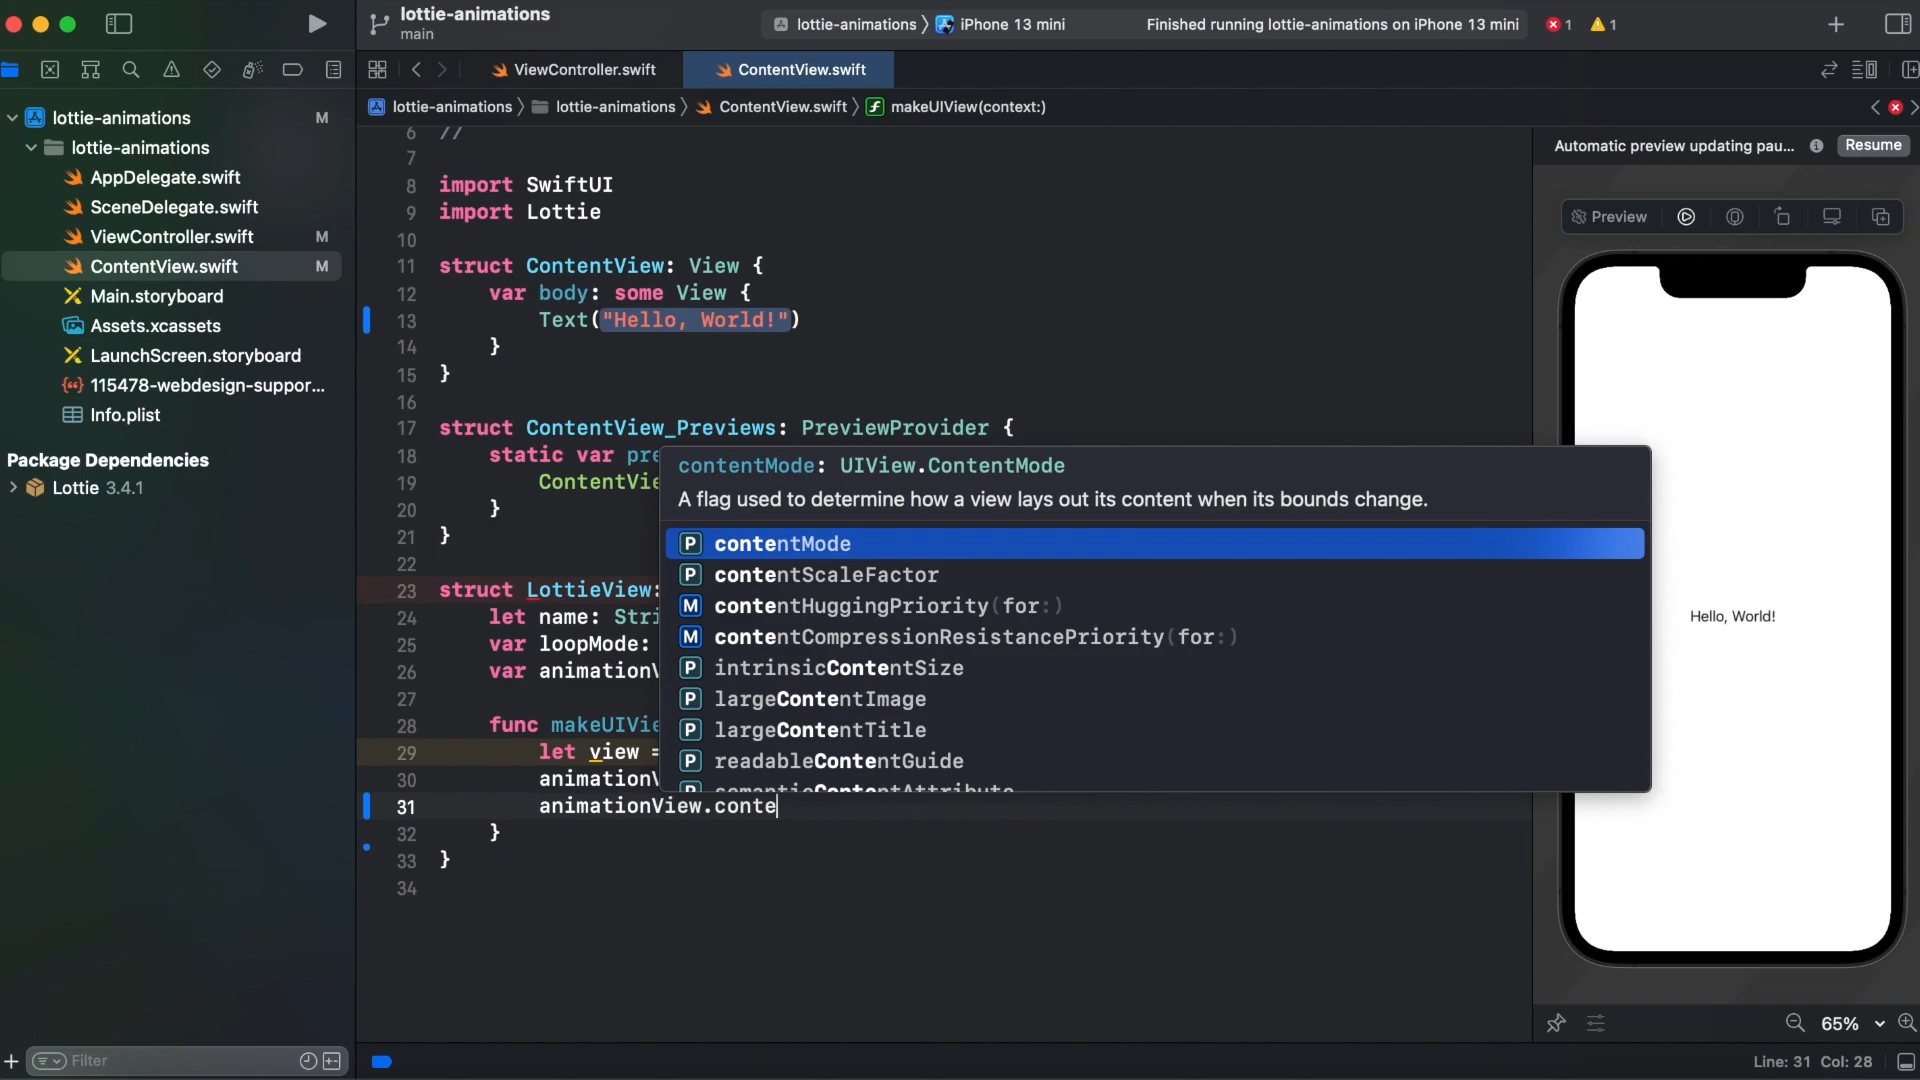 lottie-animations
main
lottie-animations
iPhone 13 mini
Finished running lottie-animations on iPhone 13 mini
1
1
ViewController.swift
ContentView.swift
lottie-animations
lottie-animations
ContentView.swift
makeUIView(context:)
lottie-animations M
lottie-animations
AppDelegate.swift
SceneDelegate.swift
ViewController.swift M
ContentView.swift M
Main.storyboard
Assets.xcassets
LaunchScreen.storyboard
115478-webdesign-suppor...
Info.plist
Package Dependencies
Lottie 3.4.1
Filter
6 //
7
8 import SwiftUI
9 import Lottie
10
11 struct ContentView: View {
12 var body: some View {
13 Text("Hello, World!")
14 }
15 }
16
17 struct ContentView_Previews: PreviewProvider {
18 static var pre
19 ContentVie
20 }
21 }
22
23 struct LottieView:
24 let name: Stri
25 var loopMode:
26 var animationV
27
28 func makeUIVie
29 let view =
30 animationV
31 animationView.conte
32 }
33 }
34
contentMode: UIView.ContentMode
A flag used to determine how a view lays out its content when its bounds change.
P contentMode
P contentScaleFactor
M contentHuggingPriority(for:)
M contentCompressionResistancePriority(for:)
P intrinsicContentSize
P largeContentImage
P largeContentTitle
P readableContentGuide
P semanticContentAttribute
Automatic preview updating pau...
Resume
Preview
Hello, World!
65%
Line: 31 Col: 28